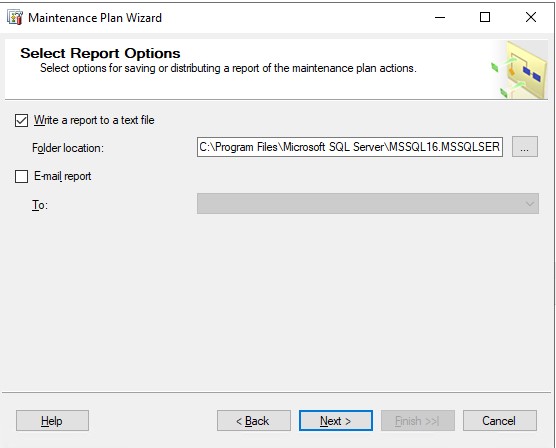 Maintenance Plan Wizard
Select Report Options
Select options for saving or distributing a report of the maintenance plan actions.
Write a report to a text file
Folder location:
C:\Program Files\Microsoft SQL Server\MSSQL16.MSSQLSER
...
E-mail report
To:
Help
< Back
Next >
Finish >>|
Cancel